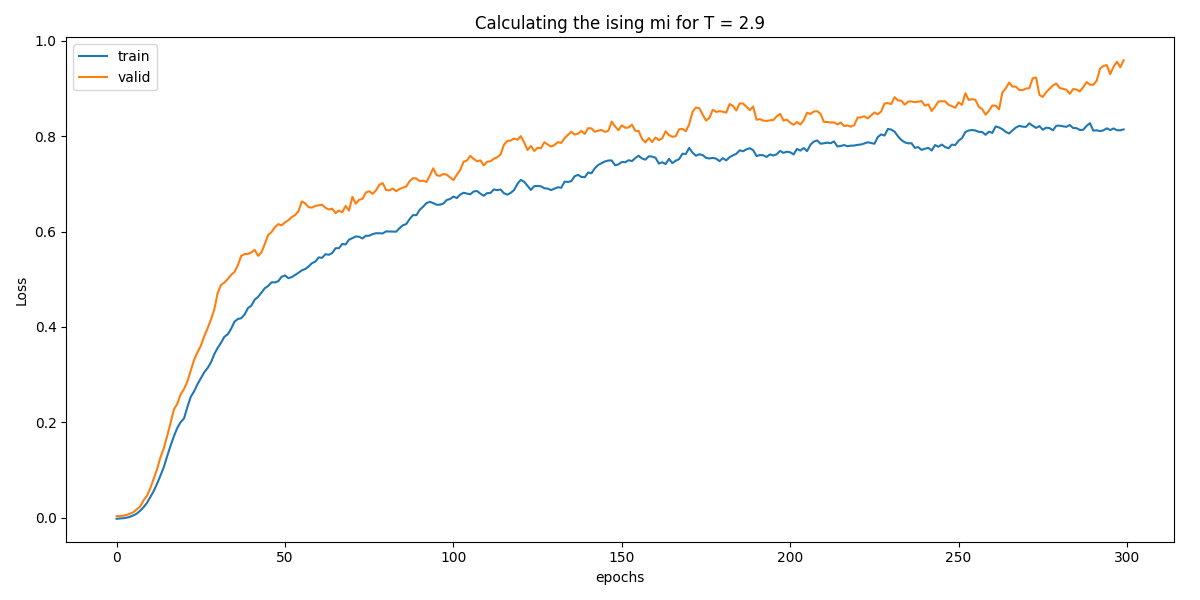 Calculating the ising mi for T = 2.9
train
valid
Loss
1.0
0.8
0.6
0.4
0.2
0.0
0 50 100 150 200 250 300
epochs